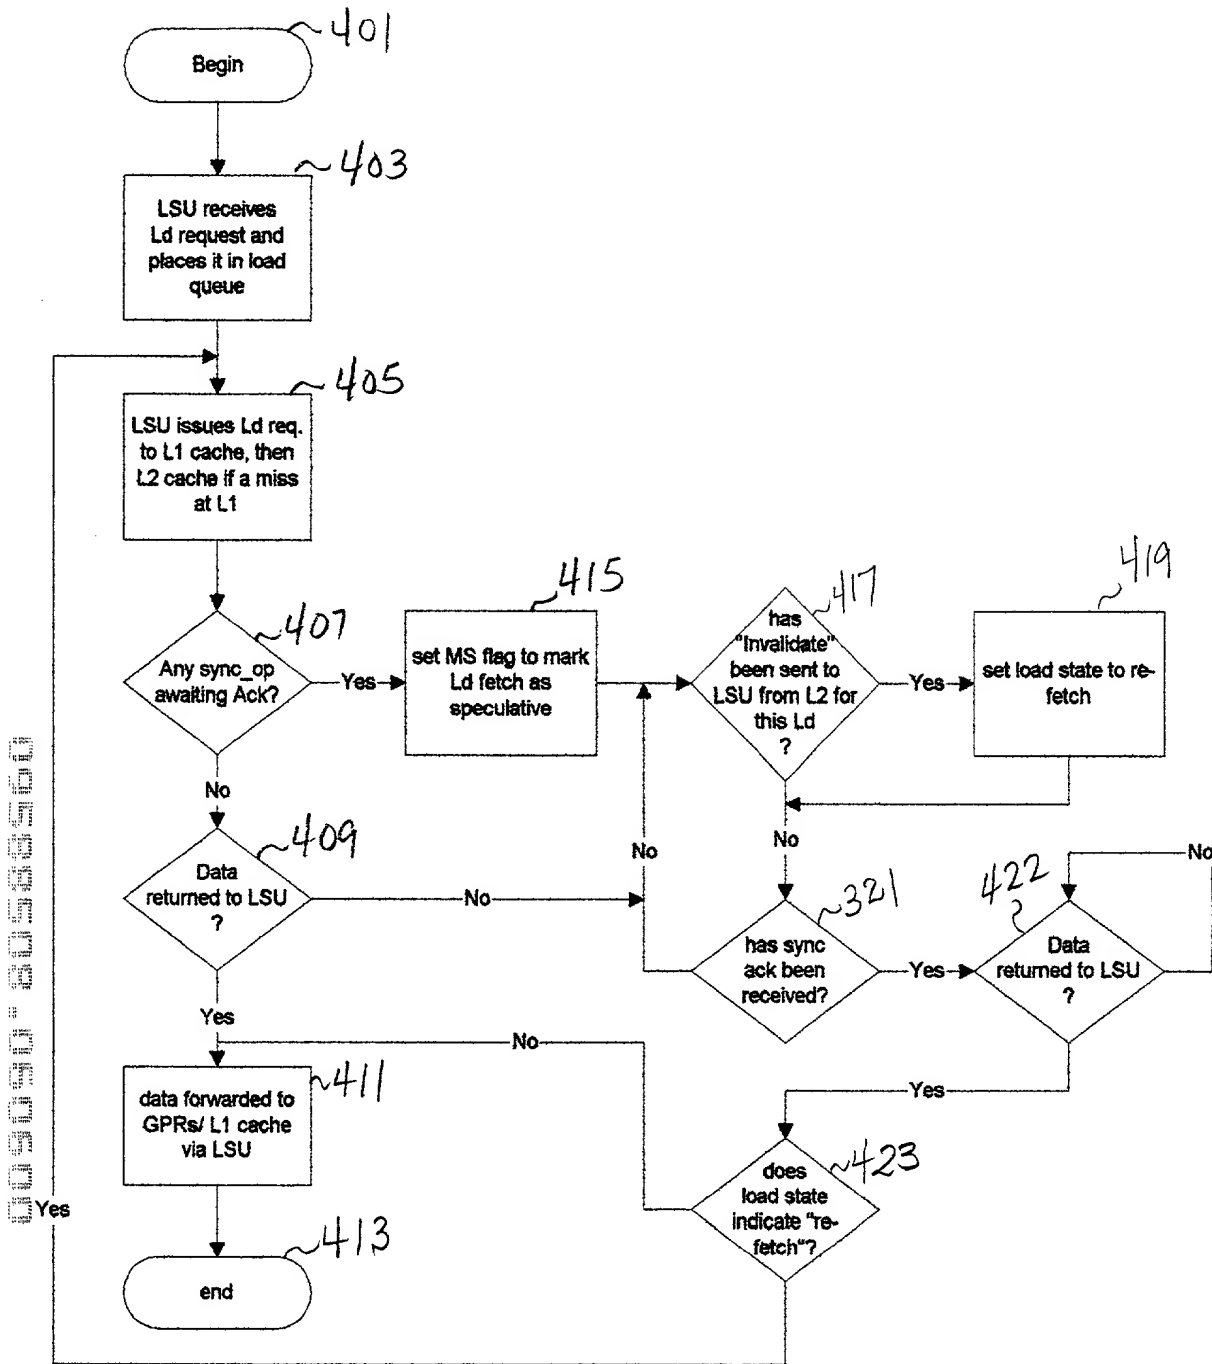 401
Begin
403
LSU receives
Ld request and
places it in load
queue
405
LSU issues Ld req.
to L1 cache, then
L2 cache if a miss
at L1
407
Any sync_op
awaiting Ack?
Yes
415
set MS flag to mark
Ld fetch as
speculative
417
has
"Invalidate"
been sent to
LSU from L2 for
this Ld
?
Yes
419
set load state to re-
fetch
No
409
Data
returned to LSU
?
No
No
No
321
has sync
ack been
received?
Yes
422
Data
returned to LSU
?
No
Yes
No
Yes
411
data forwarded to
GPRs/ L1 cache
via LSU
423
does
load state
indicate "re-
fetch"?
Yes
413
end